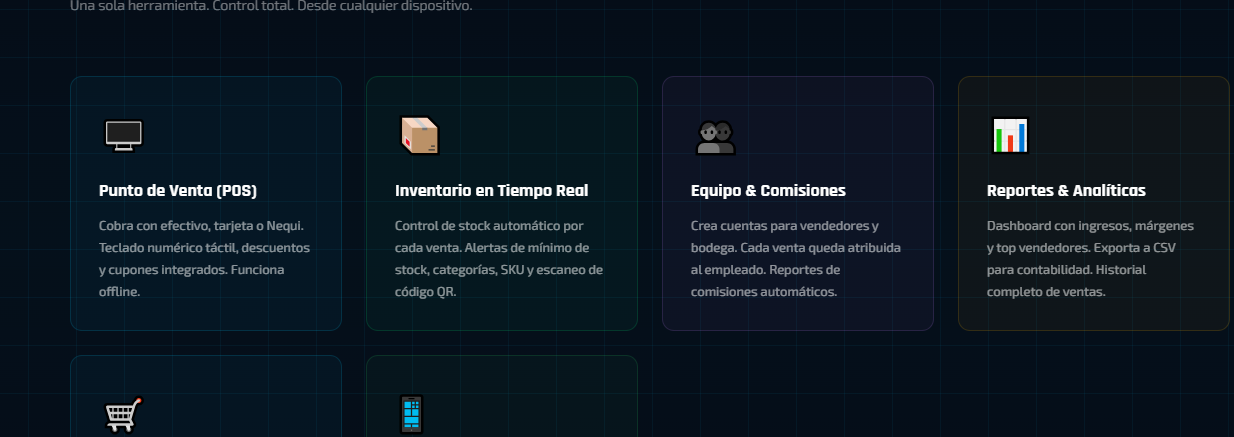 Una sola herramienta. Control total. Desde cualquier dispositivo.
Punto de Venta (POS)
Cobra con efectivo, tarjeta o Nequi.
Teclado numérico táctil, descuentos
y cupones integrados. Funciona
offline.
Inventario en Tiempo Real
Control de stock automático por
cada venta. Alertas de mínimo de
stock, categorías, SKU y escaneo de
código QR.
Equipo & Comisiones
Crea cuentas para vendedores y
bodega. Cada venta queda atribuida
al empleado. Reportes de
comisiones automáticos.
Reportes & Analíticas
Dashboard con ingresos, márgenes
y top vendedores. Exporta a CSV
para contabilidad. Historial
completo de ventas.